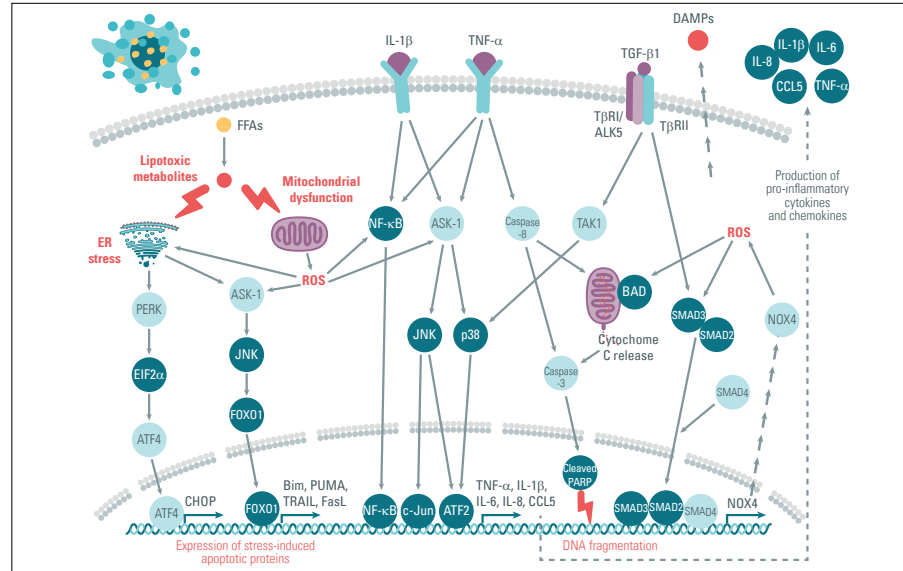 IL-1β
TNF-α
TGF-β1
DAMPs
IL-8
IL-1β
IL-6
CCL5
TNF-α
FFAs
TβRI/
ALK5
TβRII
Lipotoxic
metabolites
Mitochondrial
dysfunction
Production of
pro-inflammatory
cytokines
and chemokines
ER
stress
ROS
NF-κB
ASK-1
Caspase
-8
TAK1
ROS
PERK
ASK-1
BAD
SMAD3
SMAD2
NOX4
JNK
p38
Cytochome
C release
EIF2α
JNK
Caspase
-3
SMAD4
FOXO1
ATF4
Cleaved
PARP
ATF4
CHOP
FOXO1
Bim, PUMA,
TRAIL, FasL
NF-κB
c-Jun
ATF2
TNF-α, IL-1β,
IL-6, IL-8, CCL5
SMAD3
SMAD2
SMAD4
NOX4
Expression of stress-induced
apoptotic proteins
DNA fragmentation